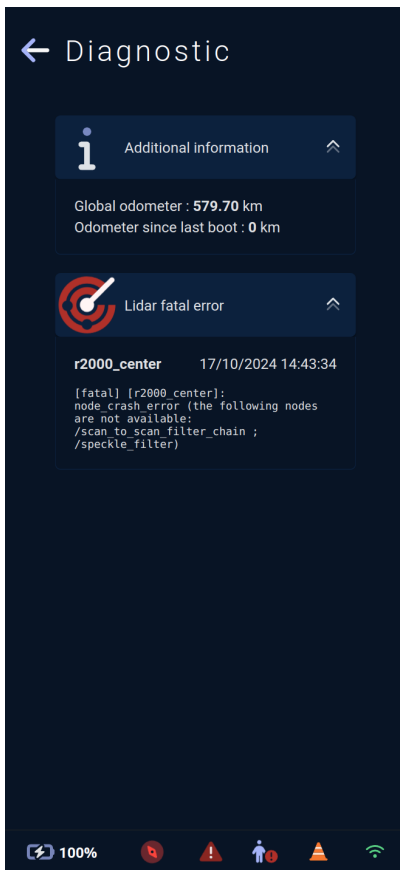 Diagnostic
Additional information
Global odometer : 579.70 km
Odometer since last boot : 0 km
Lidar fatal error
r2000_center 17/10/2024 14:43:34
[fatal] [r2000_center]:
node_crash_error (the following nodes
are not available:
/scan_to_scan_filter_chain ;
/speckle_filter)
100%